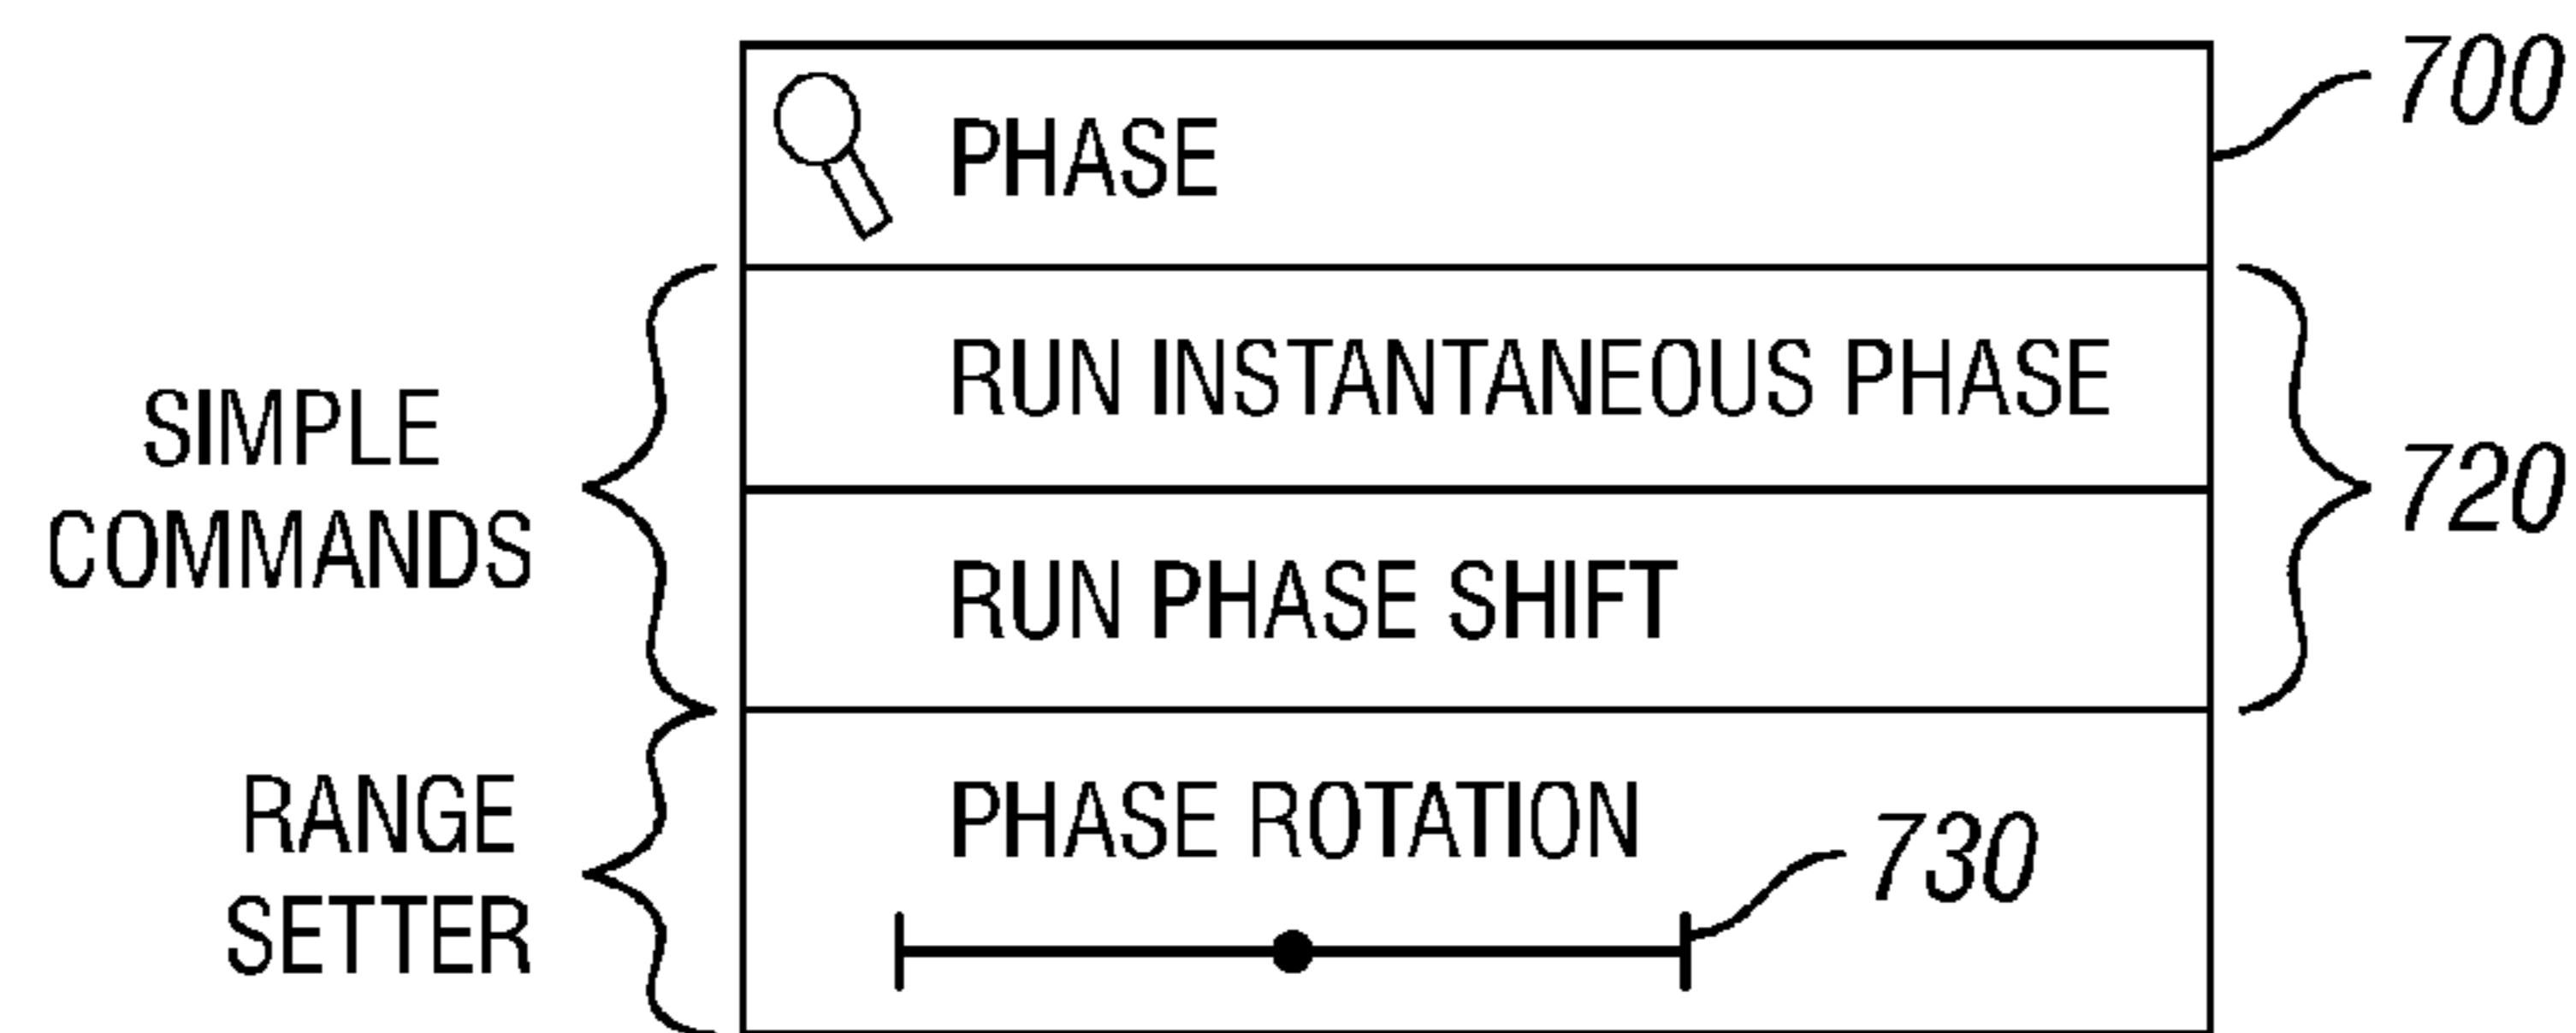 PHASE
700
SIMPLE
COMMANDS
RUN INSTANTANEOUS PHASE
RUN PHASE SHIFT
720
RANGE
SETTER
PHASE ROTATION
730